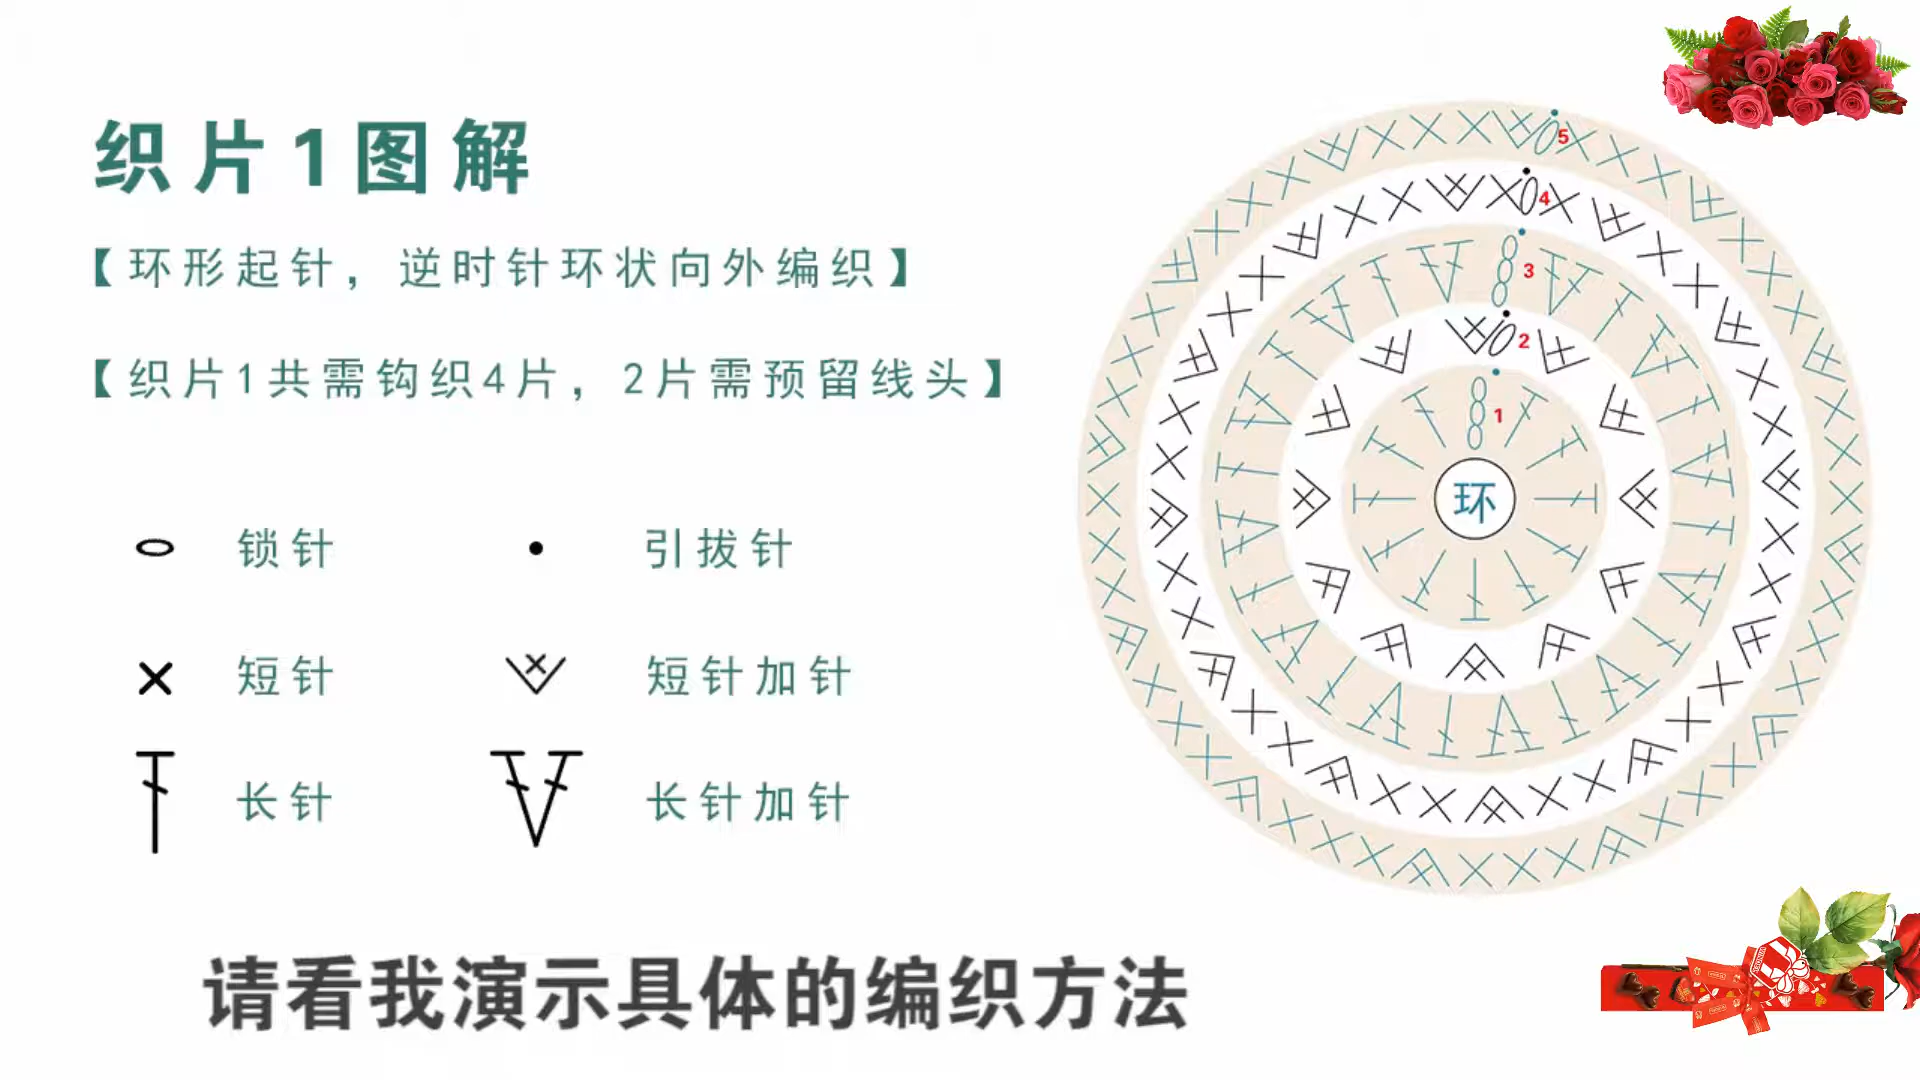 织片1图解
【环形起针，逆时针环状向外编织】
【织片1共需钩织4片，2片需预留线头】
锁针
引拔针
短针
短针加针
长针
长针加针
5
4
3
2
1
环
请看我演示具体的编织方法